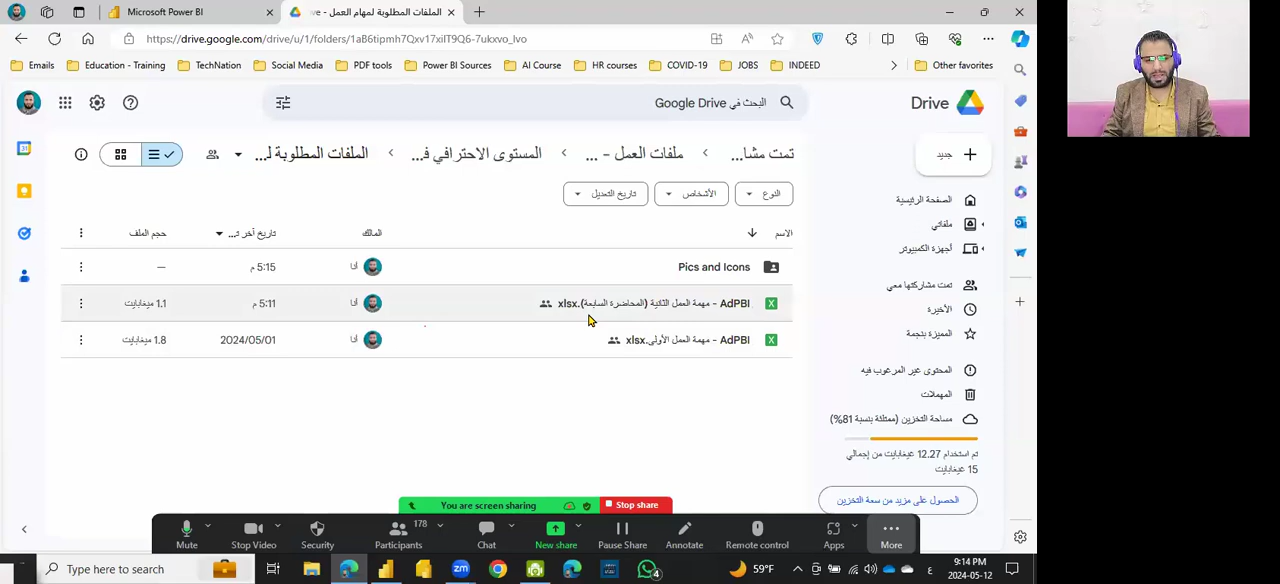 Microsoft Power BI
الملفات المطلوبة لمهام العمل - ive
https://drive.google.com/drive/u/1/folders/1aB6tipmh7Qxv17xilT9Q6-7ukxvo_lvo
Emails
Education - Training
TechNation
Social Media
PDF tools
Power BI Sources
AI Course
HR courses
COVID-19
JOBS
INDEED
Other favorites
Drive
البحث في Google Drive
جديد
تمت مشا...
ملفات العمل - ...
المستوى الاحترافي ف...
الملفات المطلوبة ل...
النوع
الأشخاص
تاريخ التعديل
الاسم
المالك
تاريخ آخر ت...
حجم الملف
Pics and Icons
أنا
5:15 م
—
AdPBI - مهمة العمل الثانية (المحاضرة السابعة).xlsx
أنا
5:11 م
1.1 ميغابايت
AdPBI - مهمة العمل الأولى.xlsx
أنا
2024/05/01
1.8 ميغابايت
الصفحة الرئيسية
ملفاتي
أجهزة الكمبيوتر
تمت مشاركتها معي
الأخيرة
المميزة بنجمة
المحتوى غير المرغوب فيه
المهملات
مساحة التخزين (ممتلئة بنسبة 81%)
تم استخدام 12.27 غيغابايت من إجمالي
15 غيغابايت
الحصول على مزيد من سعة التخزين
You are screen sharing
Stop share
Mute
Stop Video
Security
Participants
178
Chat
New share
Pause Share
Annotate
Remote control
Apps
More
Type here to search
4
59°F
ع
9:14 PM
2024-05-12